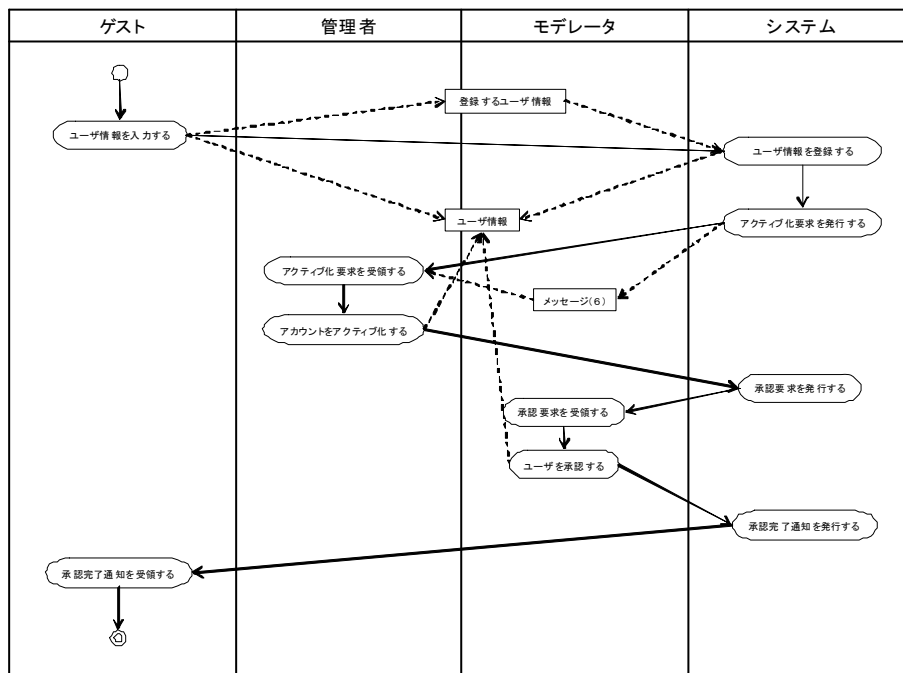 ゲスト
管理者
モデレータ
システム
登録するユーザ情報
ユーザ情報を入力する
ユーザ情報を登録する
ユーザ情報
アクティブ化要求を発行する
アクティブ化要求を受領する
メッセージ(6)
アカウントをアクティブ化する
承認要求を発行する
承認要求を受領する
ユーザを承認する
承認完了通知を発行する
承認完了通知を受領する